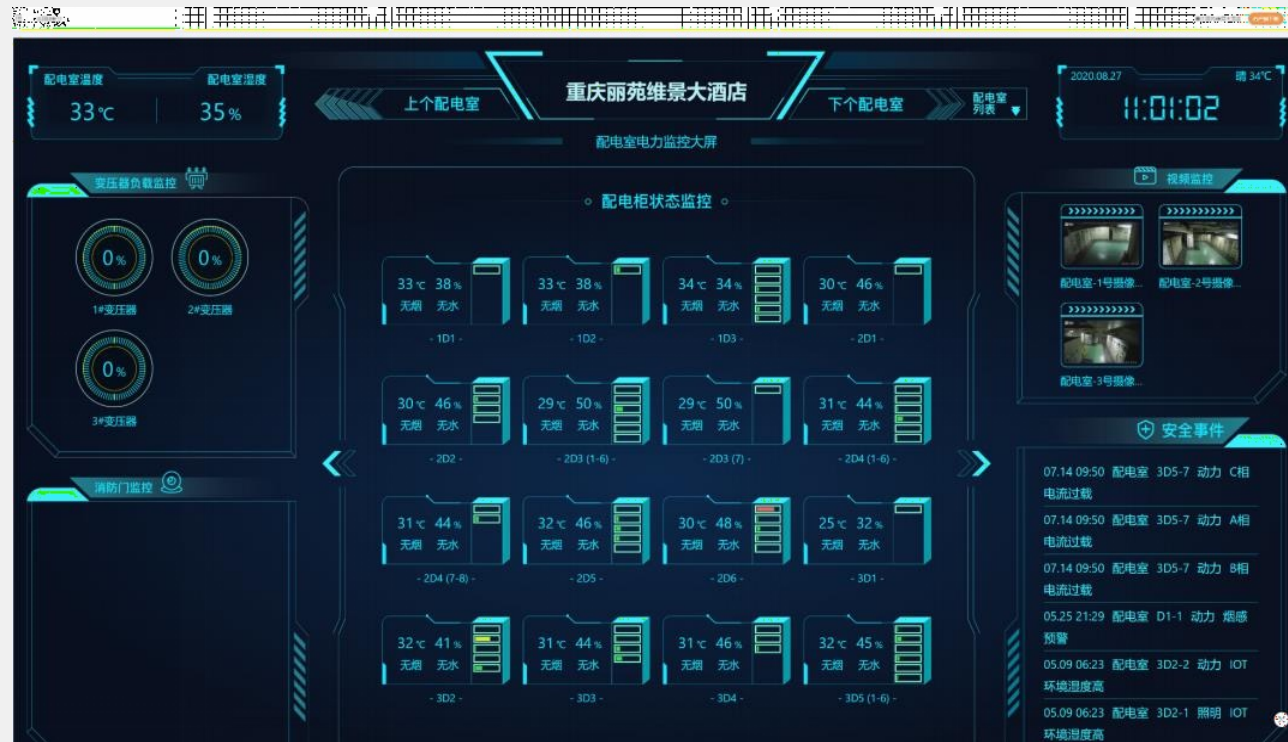 配电室温度 配电室湿度
33℃ 35%
上个配电室
重庆丽苑维景大酒店
下个配电室
配电室
列表
2020.08.27 晴 34℃
11:01:02
配电室电力监控大屏
变压器负载监控
0% 0%
1#变压器 2#变压器
0%
3#变压器
消防门监控
配电柜状态监控
33℃ 38% 33℃ 38% 34℃ 34% 30℃ 46%
无烟 无水 无烟 无水 无烟 无水 无烟 无水
- 1D1 - - 1D2 - - 1D3 - - 2D1 -
30℃ 46% 29℃ 50% 29℃ 50% 31℃ 44%
无烟 无水 无烟 无水 无烟 无水 无烟 无水
- 2D2 - - 2D3 (1-6) - - 2D3 (7) - - 2D4 (1-6) -
31℃ 44% 32℃ 46% 30℃ 48% 25℃ 32%
无烟 无水 无烟 无水 无烟 无水 无烟 无水
- 2D4 (7-8) - - 2D5 - - 2D6 - - 3D1 -
32℃ 41% 31℃ 44% 31℃ 46% 32℃ 45%
无烟 无水 无烟 无水 无烟 无水 无烟 无水
- 3D2 - - 3D3 - - 3D4 - - 3D5 (1-6) -
视频监控
配电室-1号摄像... 配电室-2号摄像...
配电室-3号摄像...
安全事件
07.14 09:50 配电室 3D5-7 动力 C相
电流过载
07.14 09:50 配电室 3D5-7 动力 A相
电流过载
07.14 09:50 配电室 3D5-7 动力 B相
电流过载
05.25 21:29 配电室 D1-1 动力 烟感
预警
05.09 06:23 配电室 3D2-2 动力 IOT
环境湿度高
05.09 06:23 配电室 3D2-1 照明 IOT
环境湿度高